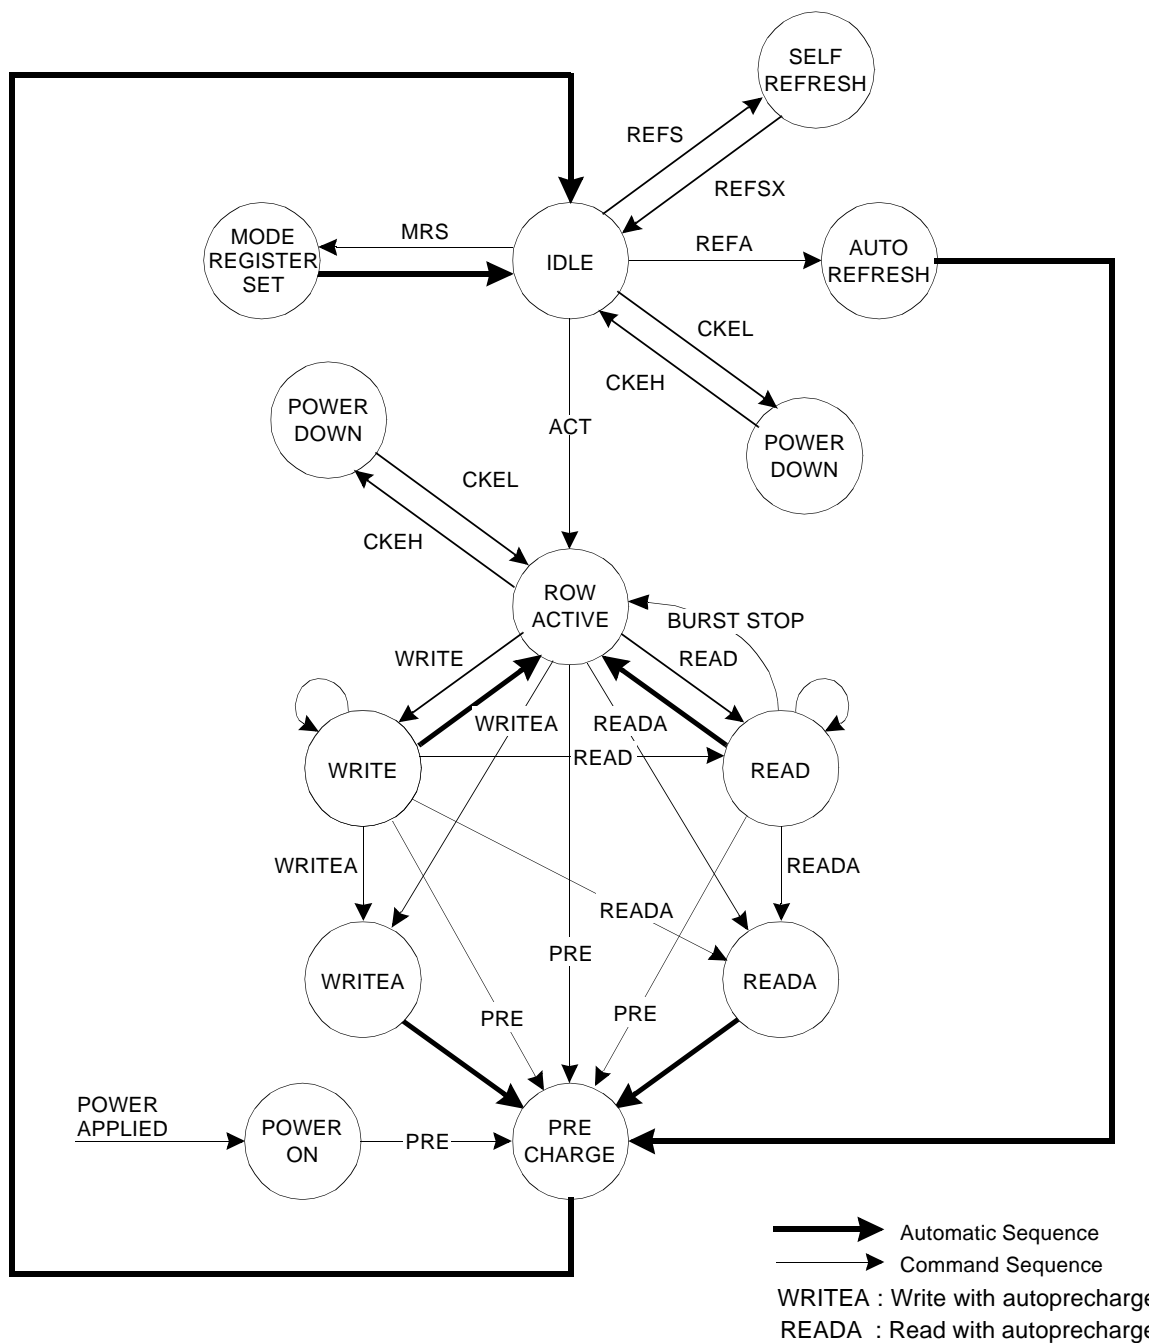 SELF
REFRESH
REFS
REFSX
MODE
REGISTER
SET
MRS
IDLE
REFA
AUTO
REFRESH
CKEL
CKEH
POWER
DOWN
ACT
POWER
DOWN
CKEL
CKEH
ROW
ACTIVE
BURST STOP
WRITE
READ
WRITEA
READA
WRITE
READ
READ
WRITEA
READA
READA
PRE
WRITEA
READA
PRE
PRE
POWER
APPLIED
POWER
ON
PRE
PRE
CHARGE
Automatic Sequence
Command Sequence
WRITEA : Write with autoprecharge
READA : Read with autoprecharge